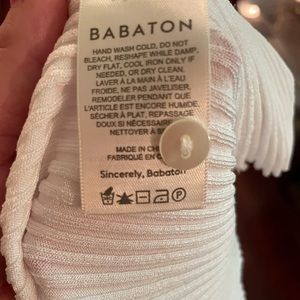 BABATON
HAND WASH COLD, DO NOT
BLEACH, RESHAPE WHILE DAMP,
DRY FLAT, COOL IRON ONLY IF
NEEDED, OR DRY CLEAN.
LAVER À LA MAIN À L'EAU
FROIDE, NE PAS JAVELISER,
REMODELER PENDANT QUE
L'ARTICLE EST ENCORE HUMIDE,
SÉCHER À PLAT, REPASSAGE
DOUX SI NÉCESSAIRE
NETTOYER À
MADE IN
FABRIQUÉ EN
Sincerely, Babaton
P